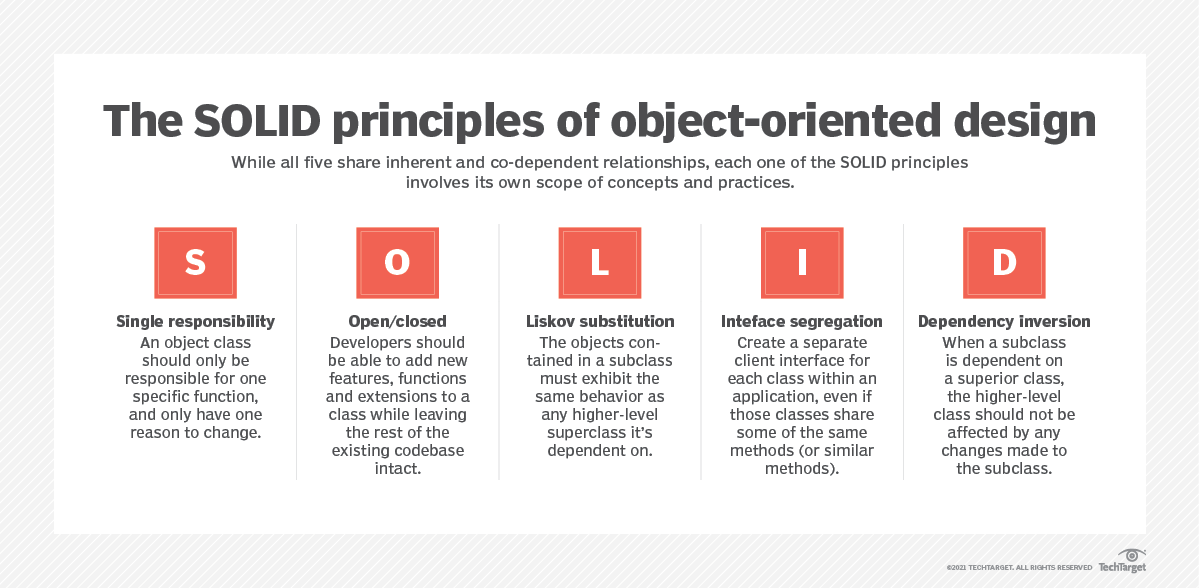 The SOLID principles of object-oriented design
While all five share inherent and co-dependent relationships, each one of the SOLID principles
involves its own scope of concepts and practices.
S
Single responsibility
An object class
should only be
responsible for one
specific function,
and only have one
reason to change.
O
Open/closed
Developers should
be able to add new
features, functions
and extensions to a
class while leaving
the rest of the
existing codebase
intact.
L
Liskov substitution
The objects con-
tained in a subclass
must exhibit the
same behavior as
any higher-level
superclass it's
dependent on.
I
Inteface segregation
Create a separate
client interface for
each class within an
application, even if
those classes share
some of the same
methods (or similar
methods).
D
Dependency inversion
When a subclass
is dependent on
a superior class,
the higher-level
class should not be
affected by any
changes made to
the subclass.
©2021 TECHTARGET. ALL RIGHTS RESERVED TechTarget